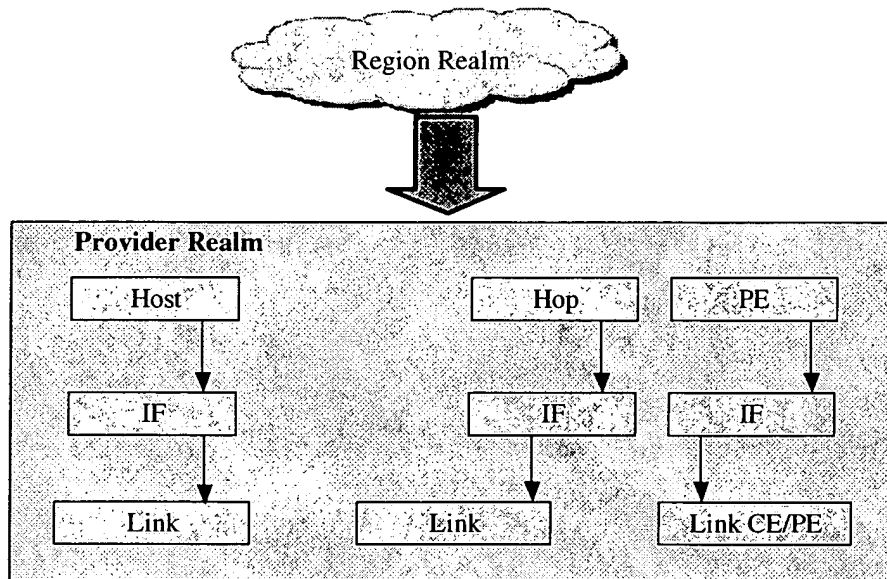 Region Realm
Provider Realm
Host
Hop
PE
IF
IF
IF
Link
Link
Link CE/PE